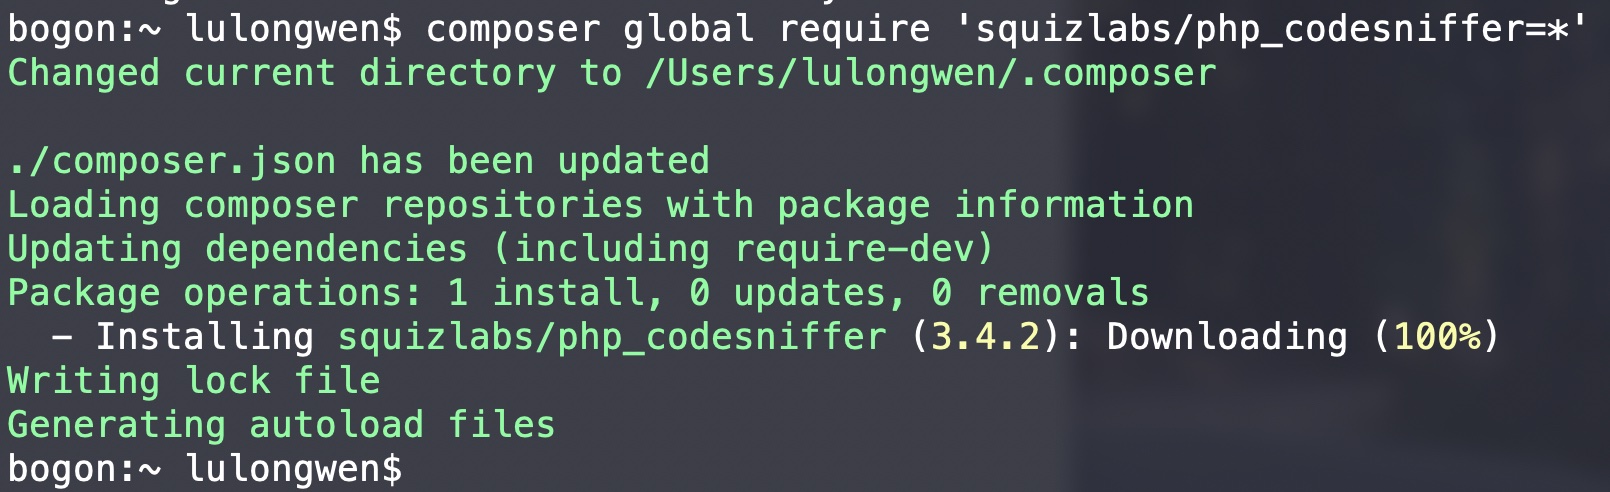 bogon:~ lulongwen$ composer global require 'squizlabs/php_codesniffer=*'
Changed current directory to /Users/lulongwen/.composer
./composer.json has been updated
Loading composer repositories with package information
Updating dependencies (including require-dev)
Package operations: 1 install, 0 updates, 0 removals
  - Installing squizlabs/php_codesniffer (3.4.2): Downloading (100%)
Writing lock file
Generating autoload files
bogon:~ lulongwen$